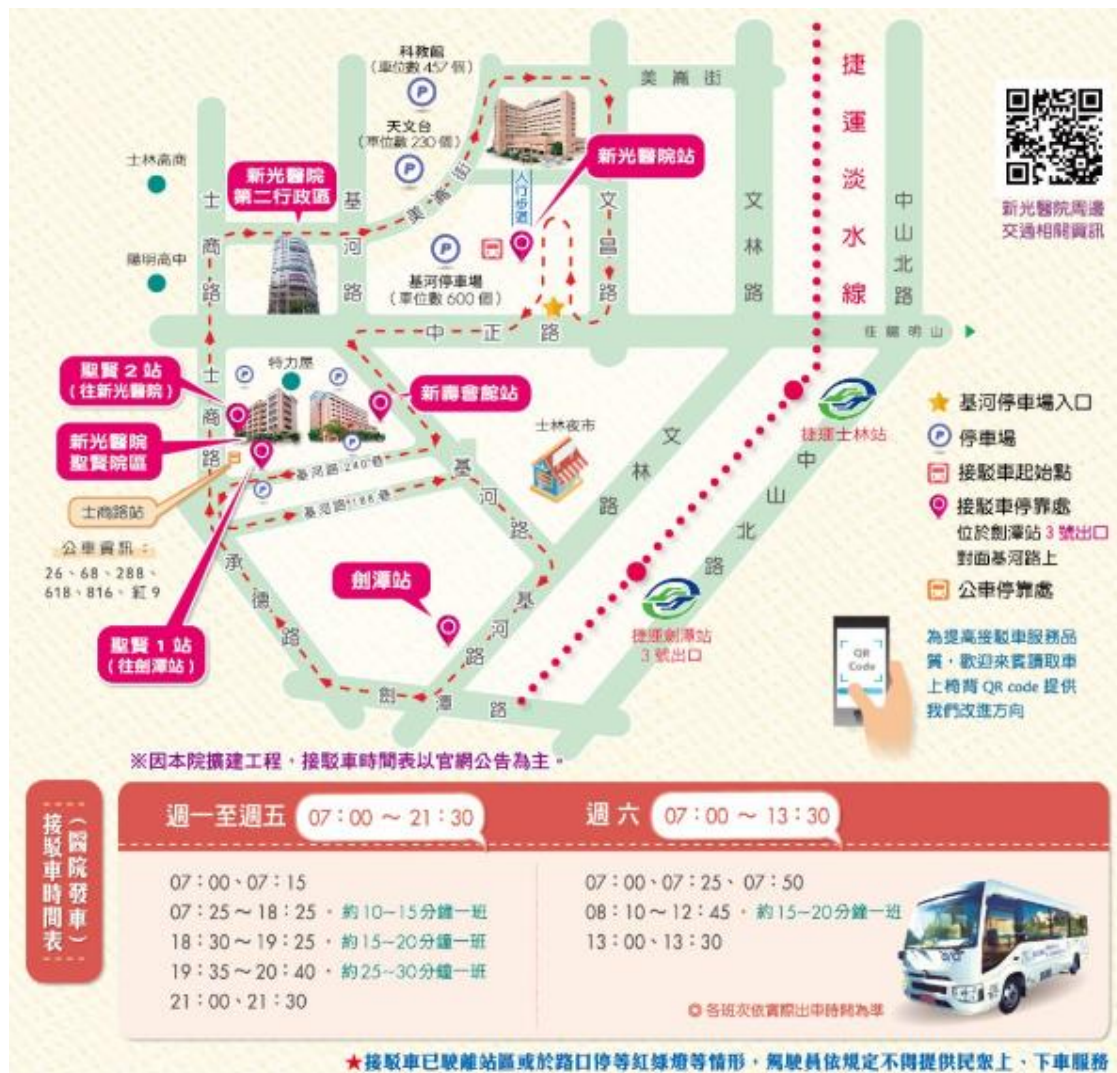 科教館
(車位數 457 個)
天文台
(車位數 230 個)
美崙街
捷運淡水線
新光醫院周邊
交通相關資訊
士林高商
新光醫院
第二行政區
新光醫院站
人行步道
美崙街
士商路
基河路
文昌路
文林路
中山北路
陽明高中
基河停車場
(車位數 600 個)
中正路
往陽明山
聖賢 2 站
(往新光醫院)
特力屋
新壽會館站
新光醫院
聖賢院區
士商路
士商路站
公車資訊:
26、68、288、
618、816、紅 9
基河路 240 巷
基河路 188 巷
士林夜市
基河路
文林路
捷運士林站
中山北路
基河停車場入口
停車場
接駁車起始點
接駁車停靠處
位於劍潭站 3 號出口
對面基河路上
公車停靠處
承德路
聖賢 1 站
(往劍潭站)
劍潭站
基河路
捷運劍潭站
3 號出口
劍潭路
QR
Code
為提高接駁車服務品
質,歡迎來賓讀取車
上椅背 QR code 提供
我們改進方向
※因本院擴建工程,接駁車時間表以官網公告為主。
(醫院發車)
接駁車時間表
週一至週五 07:00 ~ 21:30
07:00、07:15
07:25~18:25,約10~15分鐘一班
18:30~19:25,約15~20分鐘一班
19:35~20:40,約25~30分鐘一班
21:00、21:30
週六 07:00 ~ 13:30
07:00、07:25、07:50
08:10~12:45,約15~20分鐘一班
13:00、13:30
◎ 各班次依實際出車時間為準
★接駁車已駛離站區或於路口停等紅綠燈等情形,駕駛員依規定不得提供民眾上、下車服務